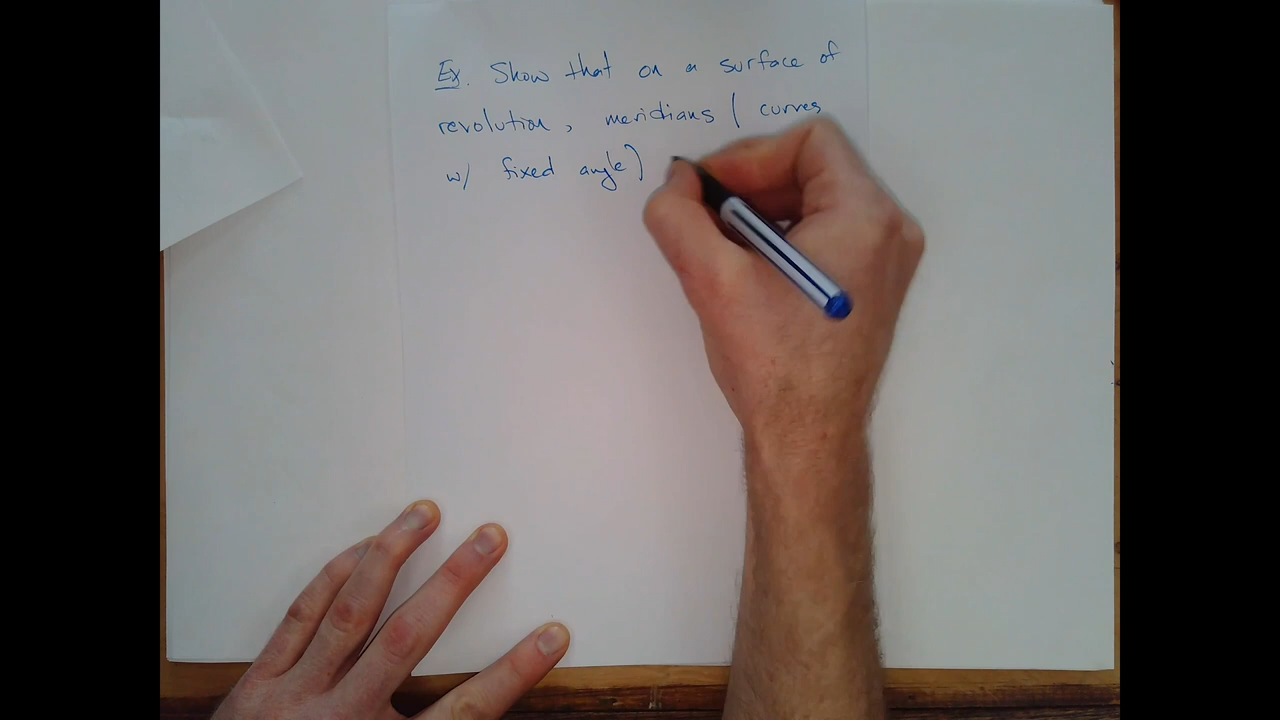 Ex. Show that on a surface of
revolution, meridians (curves
w/ fixed angle)